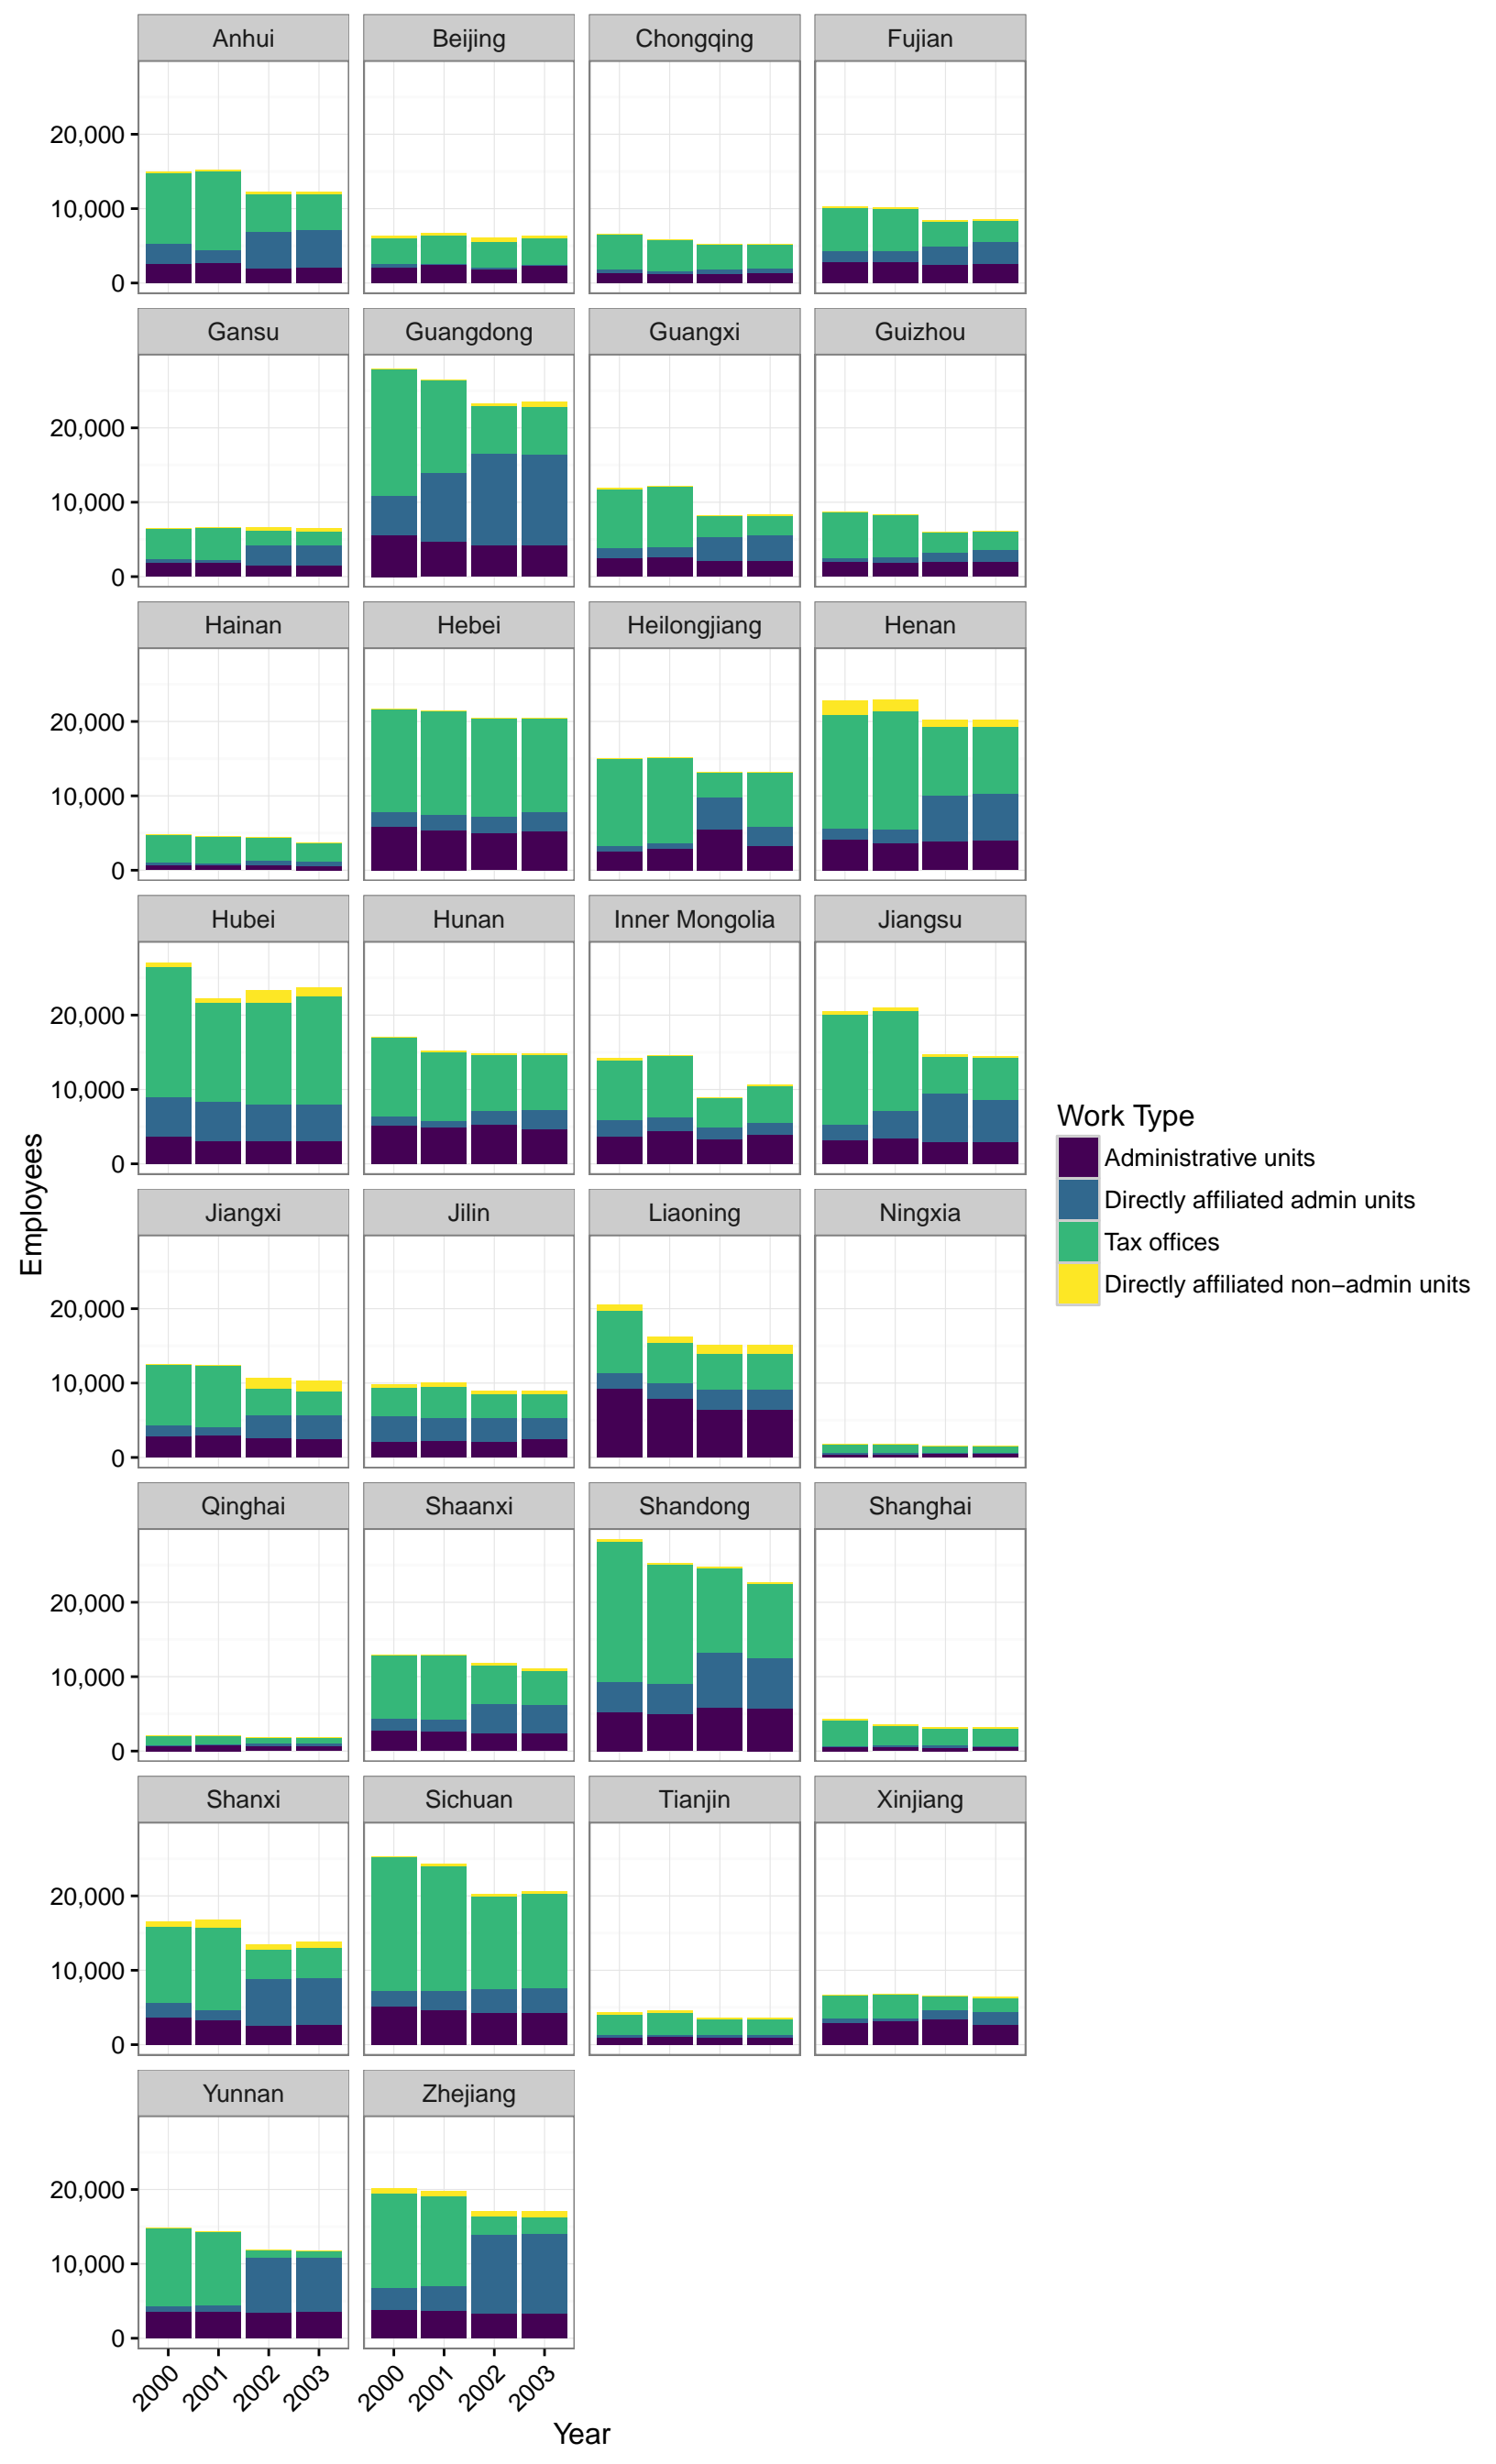 Anhui Beijing Chongqing Fujian
20,000
10,000
0
Gansu Guangdong Guangxi Guizhou
20,000
10,000
0
Hainan Hebei Heilongjiang Henan
20,000
10,000
0
Hubei Hunan Inner Mongolia Jiangsu
20,000
10,000
0
Jiangxi Jilin Liaoning Ningxia
20,000
10,000
0
Qinghai Shaanxi Shandong Shanghai
20,000
10,000
0
Shanxi Sichuan Tianjin Xinjiang
20,000
10,000
0
Yunnan Zhejiang
20,000
10,000
0
2000 2001 2002 2003 2000 2001 2002 2003
Year
Employees
Work Type
Administrative units
Directly affiliated admin units
Tax offices
Directly affiliated non−admin units